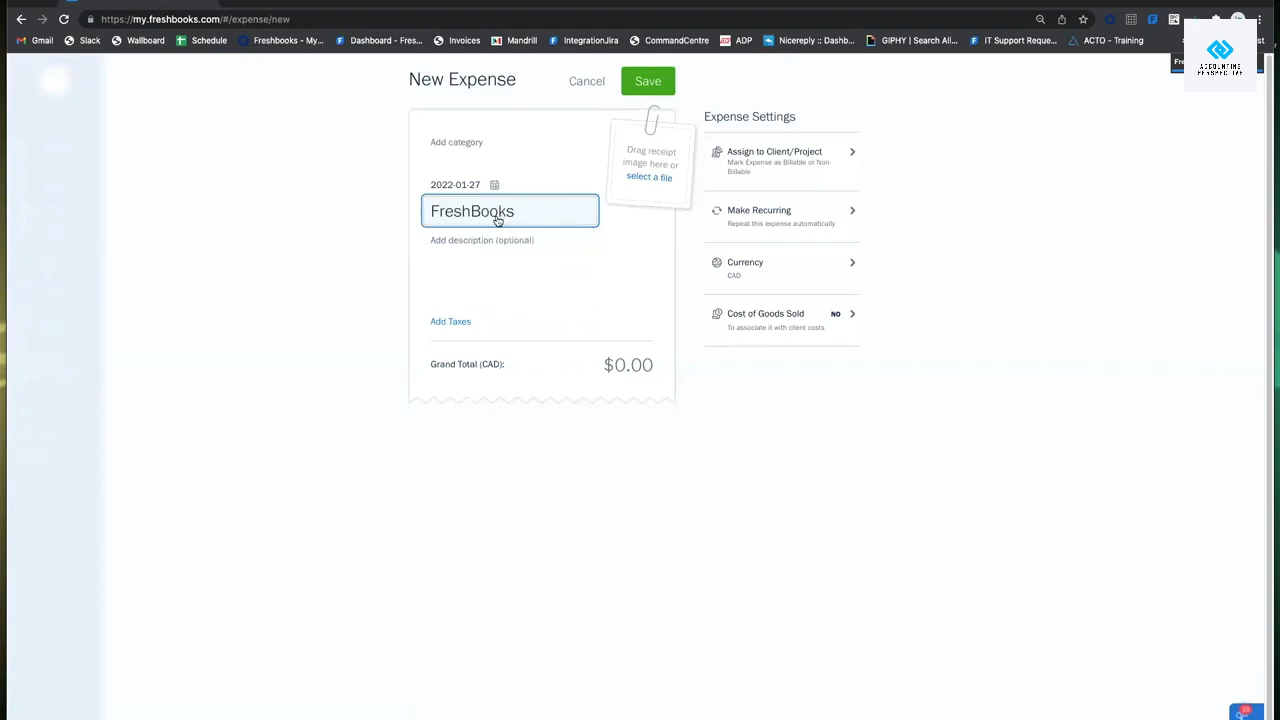 https://my.freshbooks.com/#/expense/new
Gmail
Slack
Wallboard
Schedule
Freshbooks - My...
Dashboard - Fres...
Invoices
Mandrill
IntegrationJira
CommandCentre
ADP
Nicereply :: Dashb...
GIPHY | Search All...
IT Support Reque...
ACTO - Training
ACCOUNTING
PERSPECTIVE
New Expense
Cancel
Save
Add category
Drag receipt
image here or
select a file
2022-01-27
FreshBooks
Add description (optional)
Add Taxes
Grand Total (CAD):
$0.00
Expense Settings
Assign to Client/Project
Mark Expense as Billable or Non-
Billable
Make Recurring
Repeat this expense automatically
Currency
CAD
Cost of Goods Sold
NO
To associate it with client costs